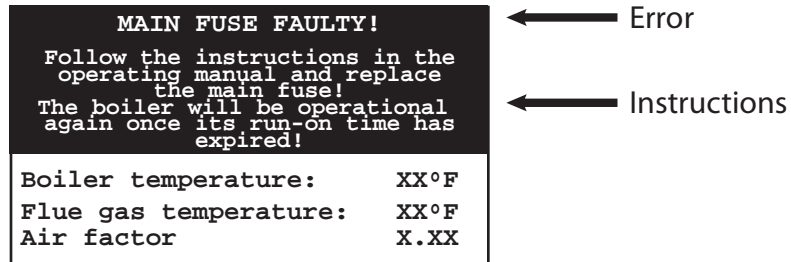 MAIN FUSE FAULTY!
Error
Follow the instructions in the
operating manual and replace
the main fuse!
The boiler will be operational
again once its run-on time has
expired!
Instructions
Boiler temperature: XX°F
Flue gas temperature: XX°F
Air factor X.XX